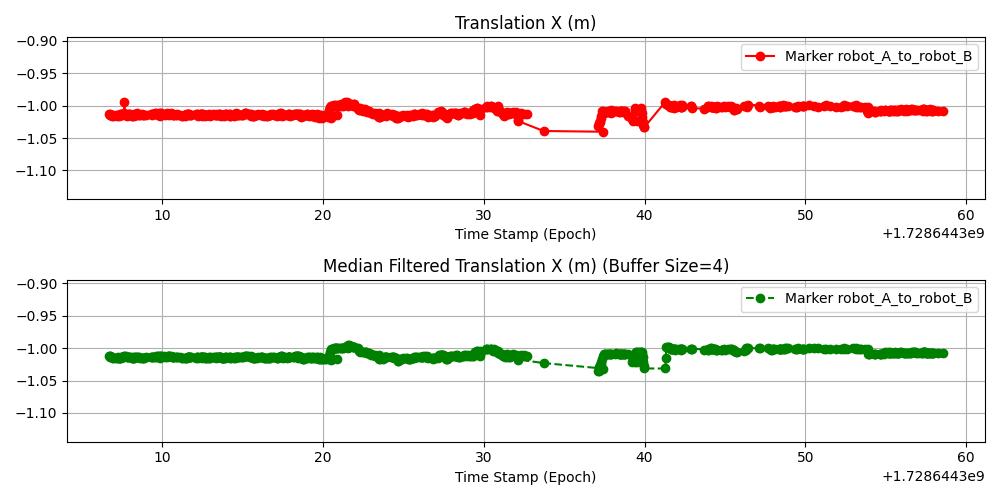 Translation X (m)
−0.90
−0.95
−1.00
−1.05
−1.10
Marker robot_A_to_robot_B
10 20 30 40 50 60
Time Stamp (Epoch)
+1.7286443e9
Median Filtered Translation X (m) (Buffer Size=4)
−0.90
−0.95
−1.00
−1.05
−1.10
Marker robot_A_to_robot_B
10 20 30 40 50 60
Time Stamp (Epoch)
+1.7286443e9